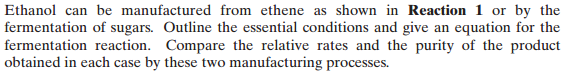 Ethanol can be manufactured from ethene as shown in Reaction 1 or by the
fermentation of sugars. Outline the essential conditions and give an equation for the
fermentation reaction. Compare the relative rates and the purity of the product
obtained in each case by these two manufacturing processes.